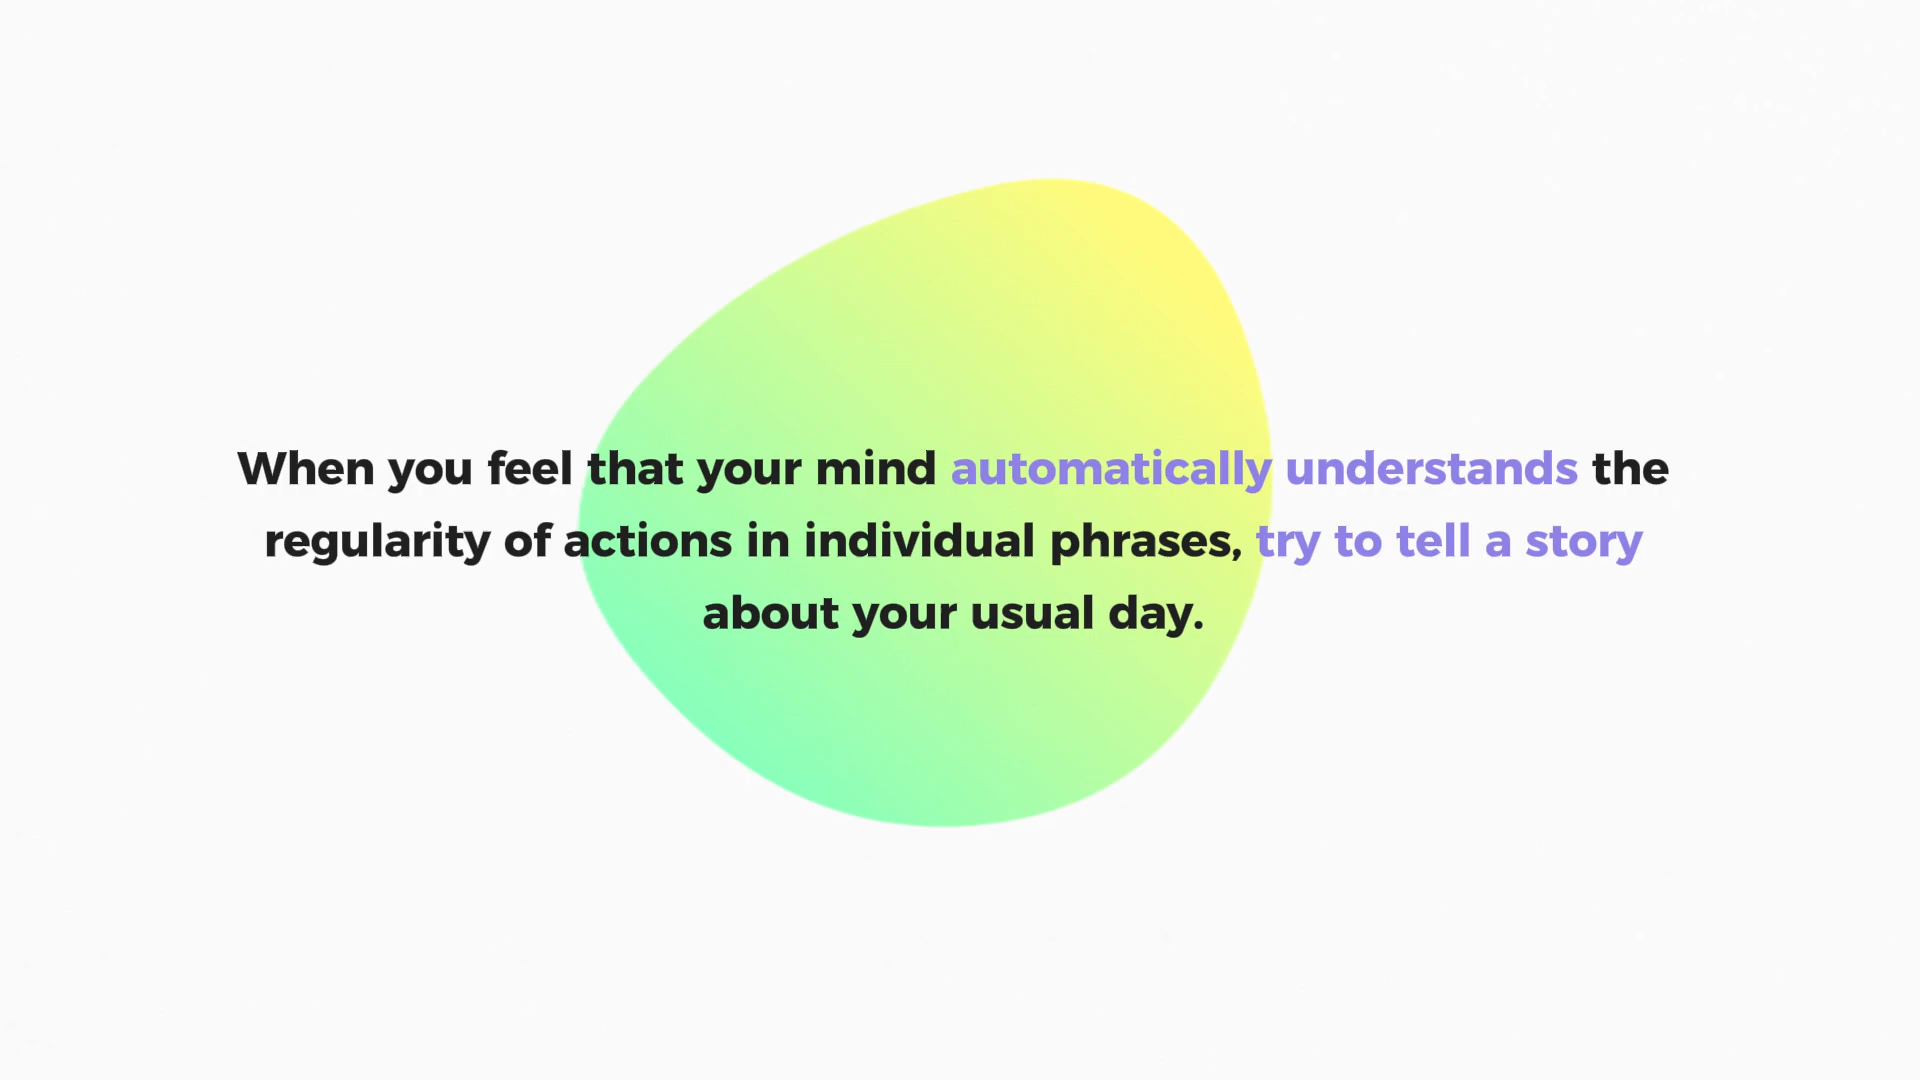 When you feel that your mind automatically understands the
regularity of actions in individual phrases, try to tell a story
about your usual day.